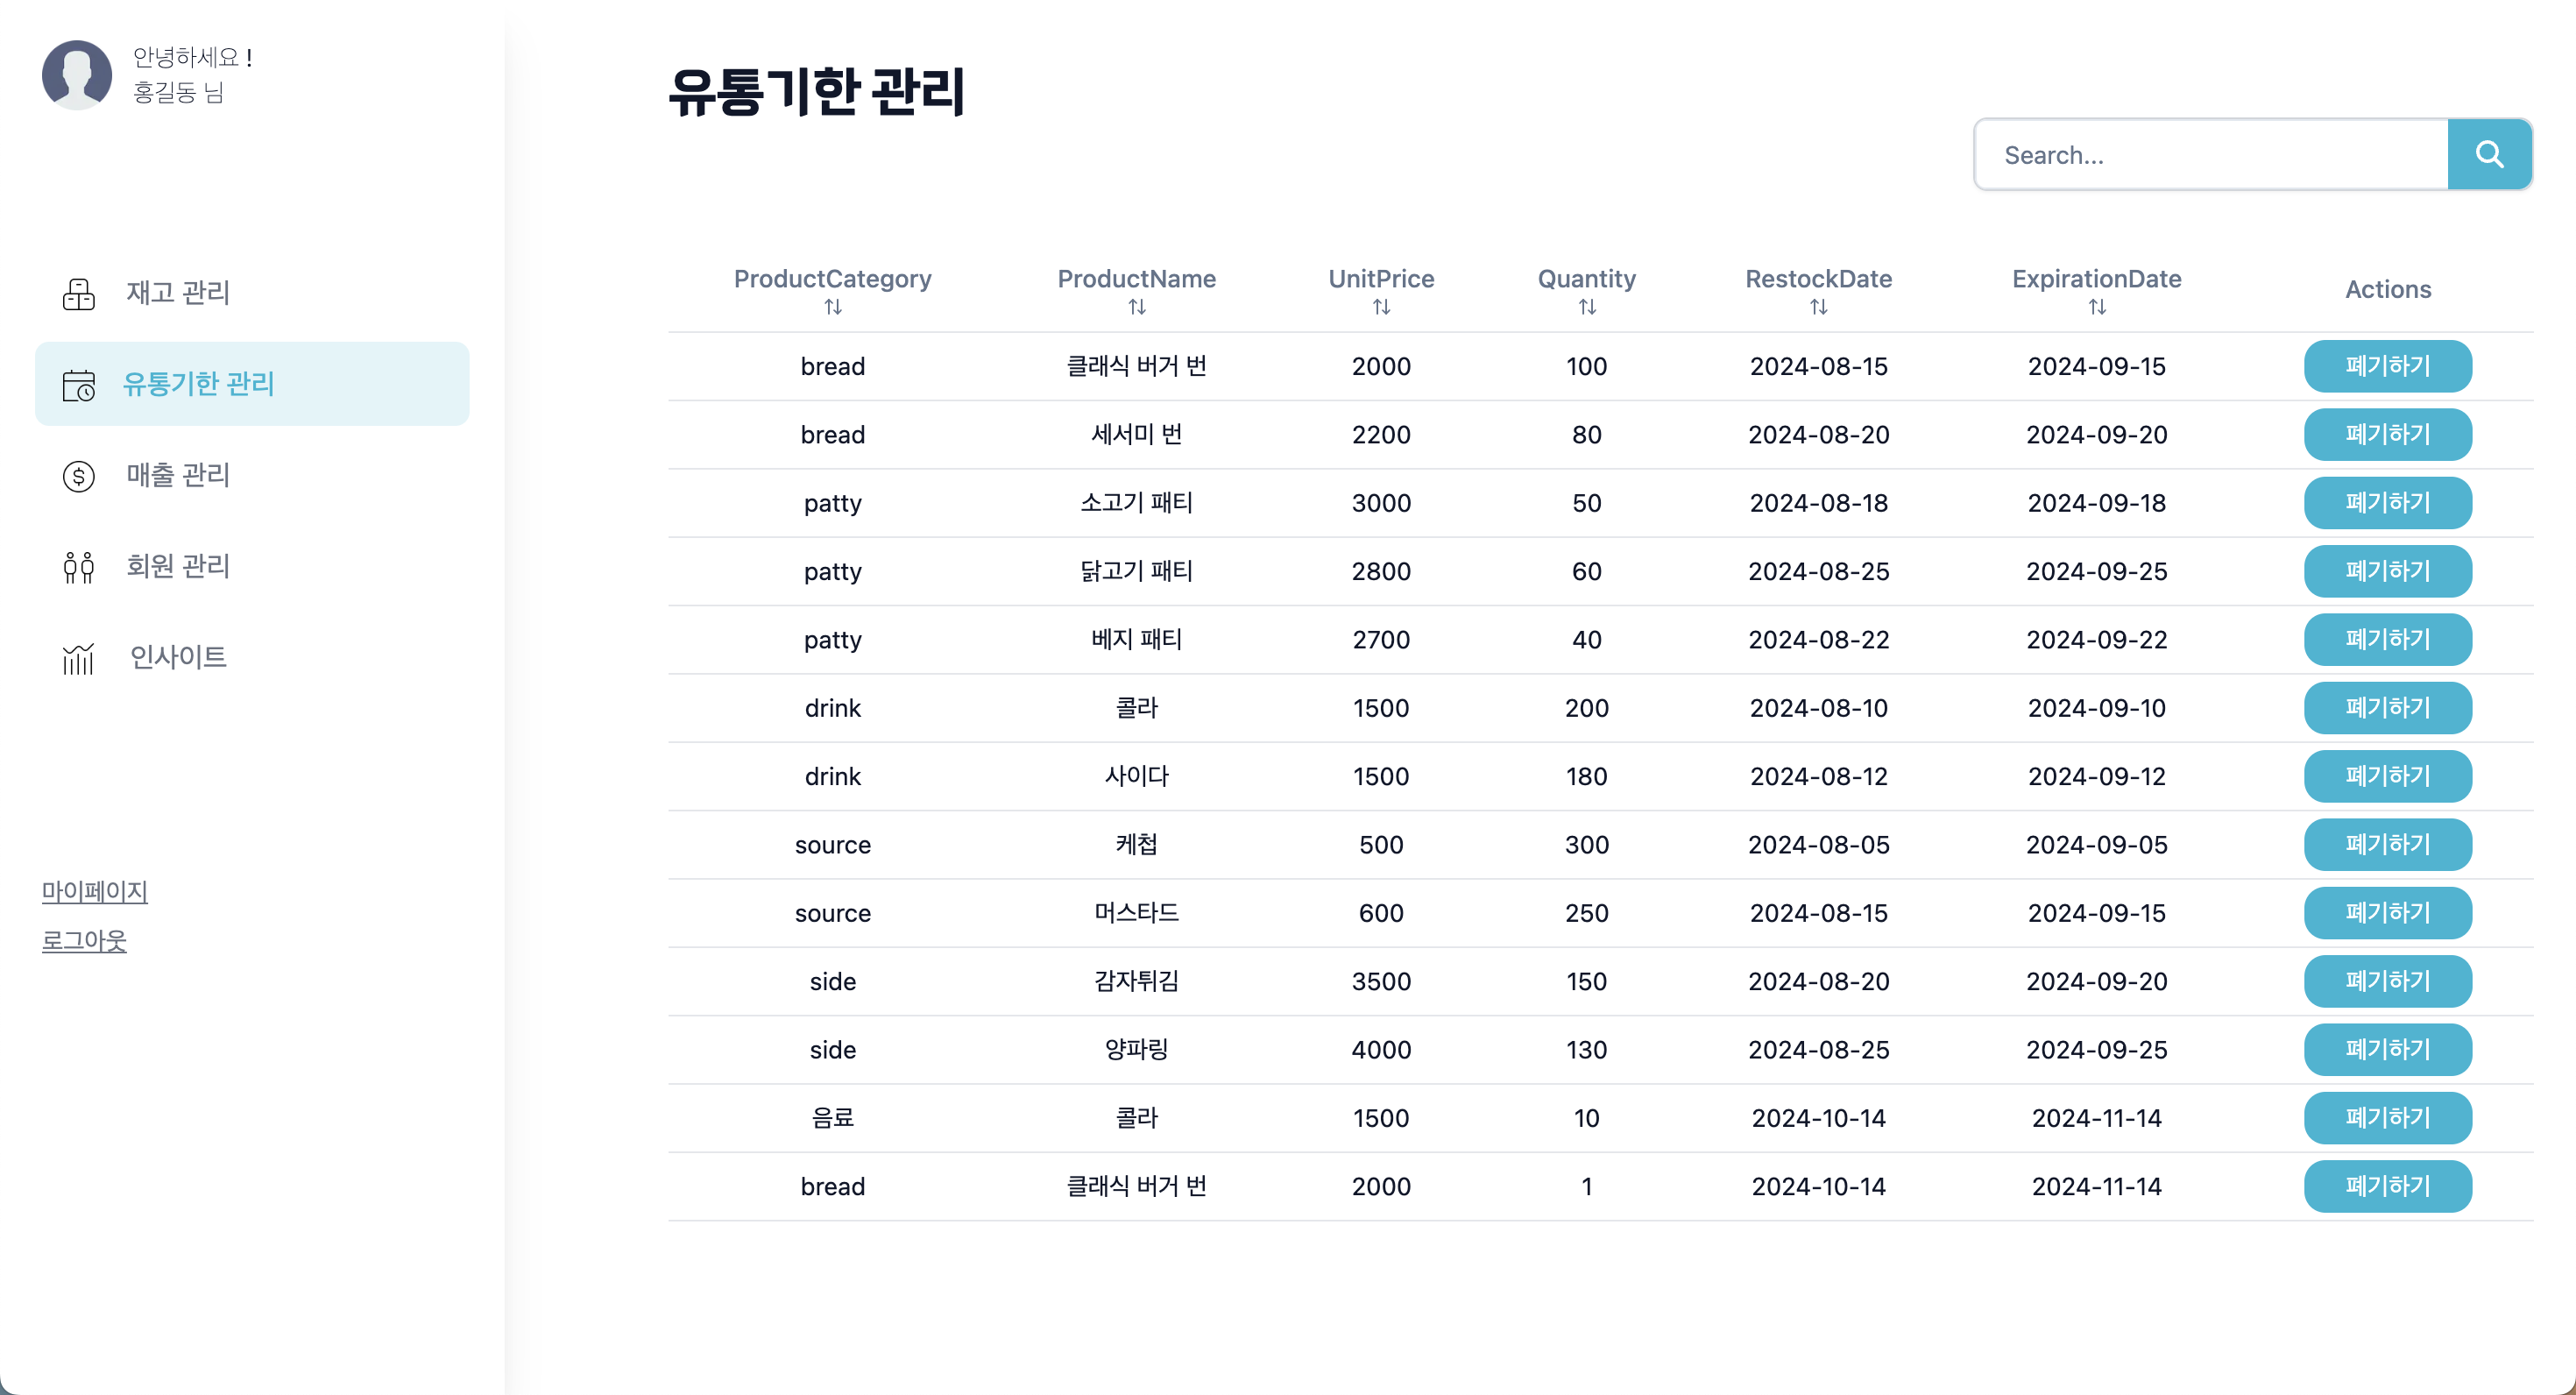 안녕하세요 !
홍길동 님
재고 관리
유통기한 관리
매출 관리
회원 관리
인사이트
마이페이지
로그아웃
유통기한 관리
Search...
ProductCategory ProductName UnitPrice Quantity RestockDate ExpirationDate Actions
bread 클래식 버거 번 2000 100 2024-08-15 2024-09-15 폐기하기
bread 세서미 번 2200 80 2024-08-20 2024-09-20 폐기하기
patty 소고기 패티 3000 50 2024-08-18 2024-09-18 폐기하기
patty 닭고기 패티 2800 60 2024-08-25 2024-09-25 폐기하기
patty 베지 패티 2700 40 2024-08-22 2024-09-22 폐기하기
drink 콜라 1500 200 2024-08-10 2024-09-10 폐기하기
drink 사이다 1500 180 2024-08-12 2024-09-12 폐기하기
source 케첩 500 300 2024-08-05 2024-09-05 폐기하기
source 머스타드 600 250 2024-08-15 2024-09-15 폐기하기
side 감자튀김 3500 150 2024-08-20 2024-09-20 폐기하기
side 양파링 4000 130 2024-08-25 2024-09-25 폐기하기
음료 콜라 1500 10 2024-10-14 2024-11-14 폐기하기
bread 클래식 버거 번 2000 1 2024-10-14 2024-11-14 폐기하기